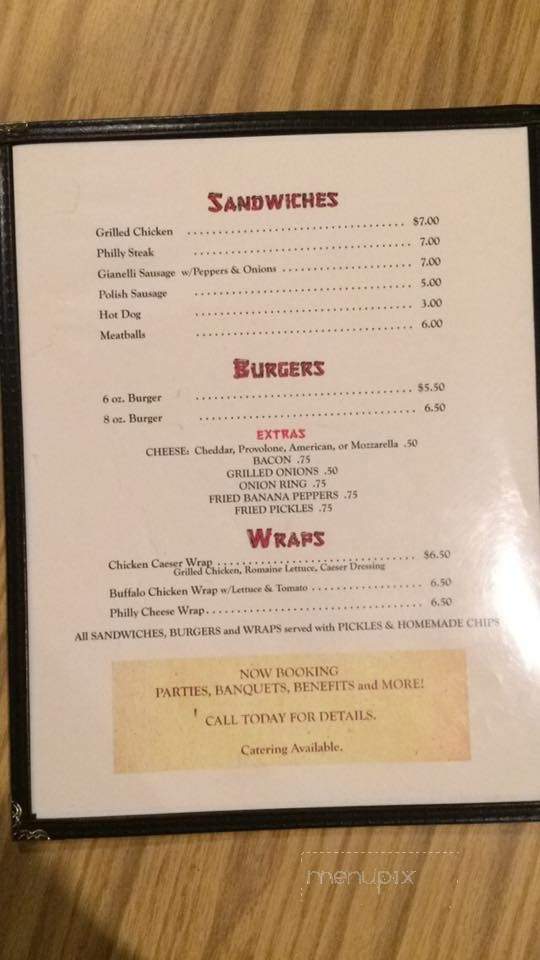 SANDWICHES
Grilled Chicken ........................................ $7.00
Philly Steak ........................................ 7.00
Gianelli Sausage w/Peppers & Onions ........................ 7.00
Polish Sausage ........................................ 5.00
Hot Dog ........................................ 3.00
Meatballs ........................................ 6.00
BURGERS
6 oz. Burger ........................................ $5.50
8 oz. Burger ........................................ 6.50
EXTRAS
CHEESE: Cheddar, Provolone, American, or Mozzarella .50
BACON .75
GRILLED ONIONS .50
ONION RING .75
FRIED BANANA PEPPERS .75
FRIED PICKLES .75
WRAPS
Chicken Caeser Wrap ........................................ $6.50
Grilled Chicken, Romaine Lettuce, Caeser Dressing
Buffalo Chicken Wrap w/Lettuce & Tomato ........................ 6.50
Philly Cheese Wrap ........................................ 6.50
All SANDWICHES, BURGERS and WRAPS served with PICKLES & HOMEMADE CHIPS
NOW BOOKING
PARTIES, BANQUETS, BENEFITS and MORE!
CALL TODAY FOR DETAILS.
Catering Available.
menupix